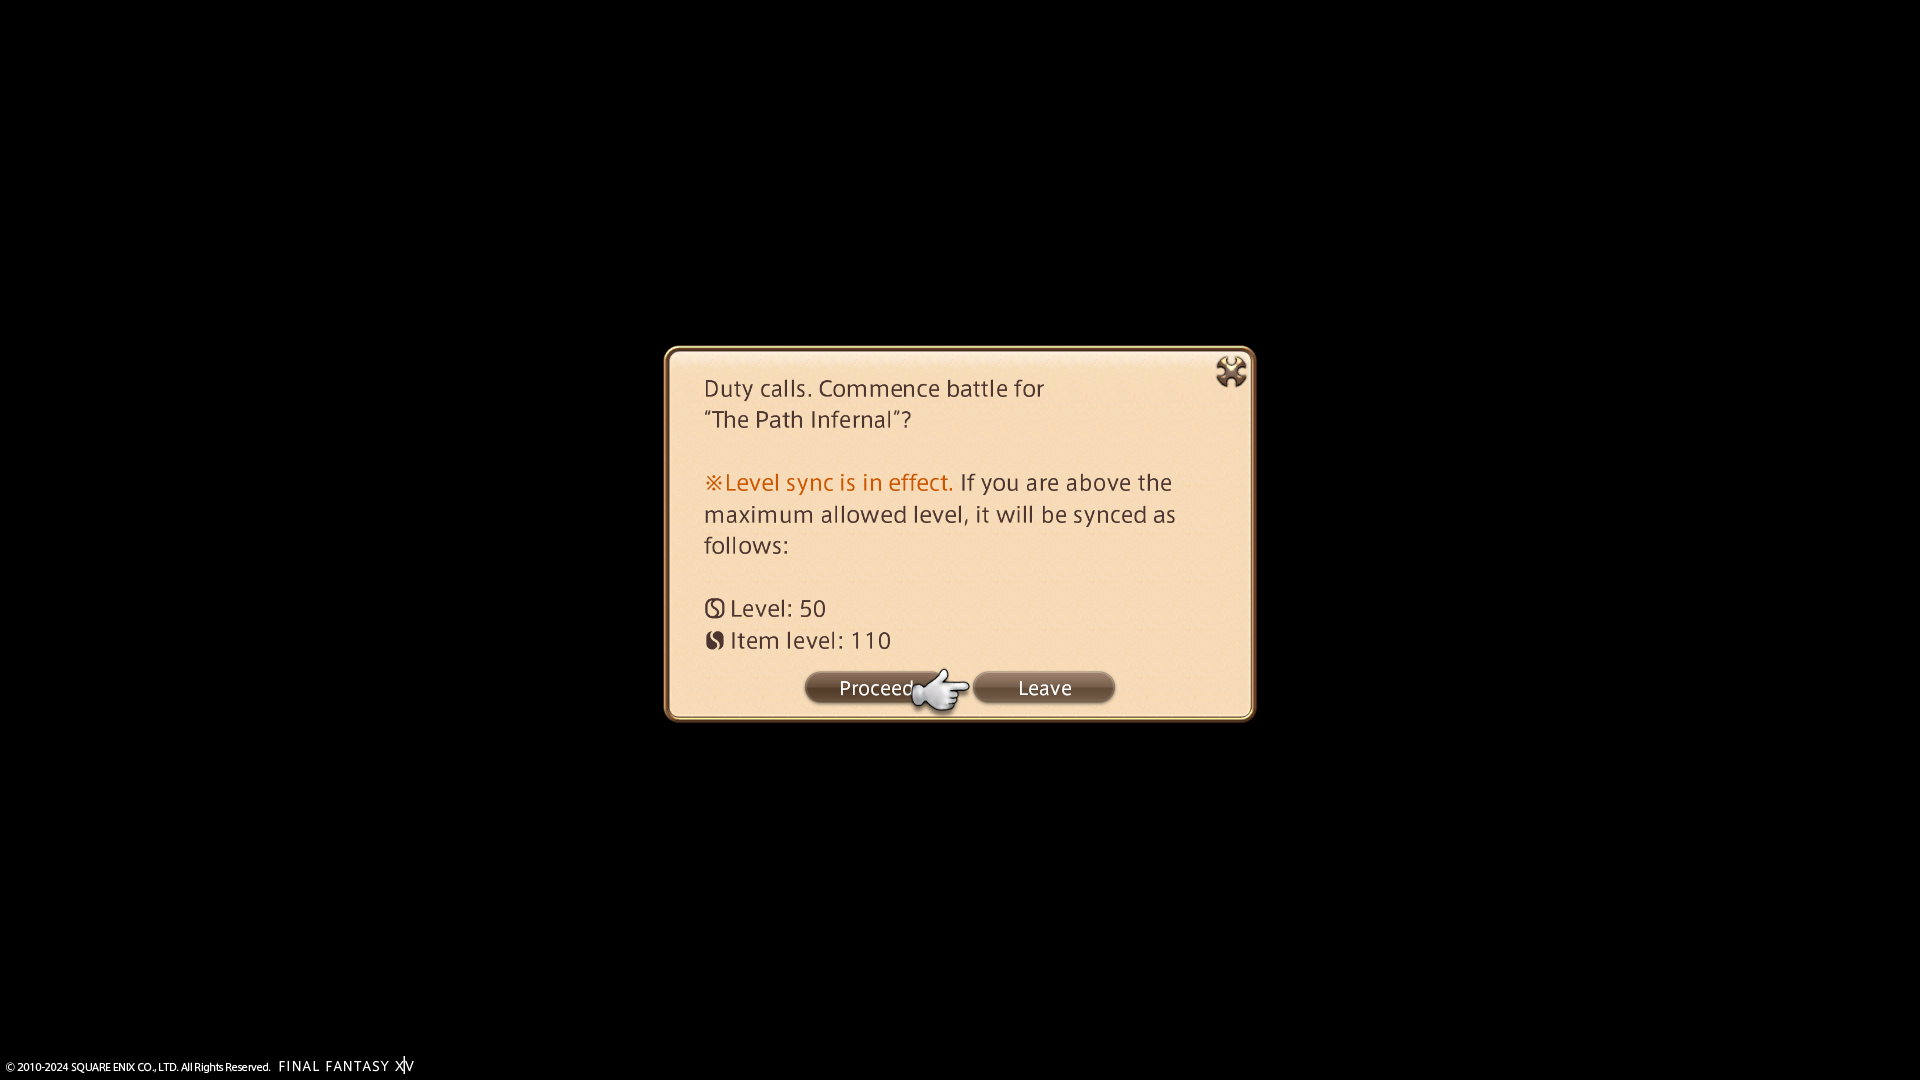 Duty calls. Commence battle for
“The Path Infernal”?
※Level sync is in effect. If you are above the
maximum allowed level, it will be synced as
follows:
Level: 50
Item level: 110
Proceed
Leave
© 2010-2024 SQUARE ENIX CO., LTD. All Rights Reserved. FINAL FANTASY XIV